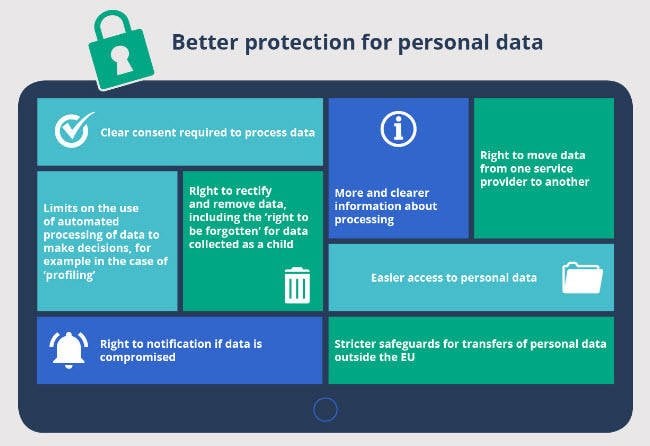 Better protection for personal data
Clear consent required to process data
Limits on the use
of automated
processing of data to
make decisions, for
example in the case of
‘profiling’
Right to rectify
and remove data,
including the ‘right to
be forgotten’ for data
collected as a child
More and clearer
information about
processing
Right to move data
from one service
provider to another
Easier access to personal data
Right to notification if data is
compromised
Stricter safeguards for transfers of personal data
outside the EU